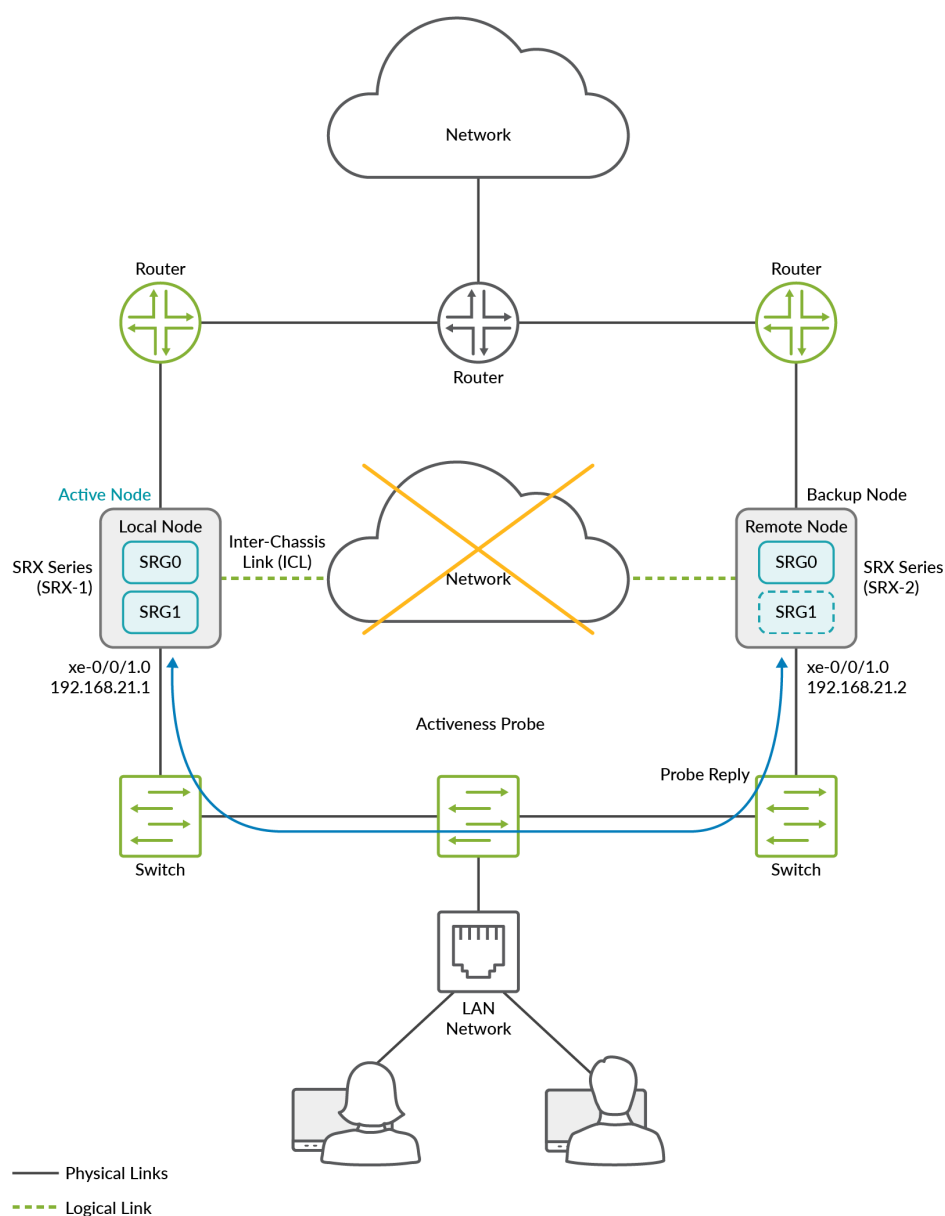 Network
Router
Router
Router
Active Node
Backup Node
Local Node
Remote Node
SRX Series
(SRX-1)
SRG0
SRG1
Inter-Chassis
Link (ICL)
Network
SRG0
SRG1
SRX Series
(SRX-2)
xe-0/0/1.0
192.168.21.1
xe-0/0/1.0
192.168.21.2
Activeness Probe
Probe Reply
Switch
Switch
LAN
Network
Physical Links
Logical Link